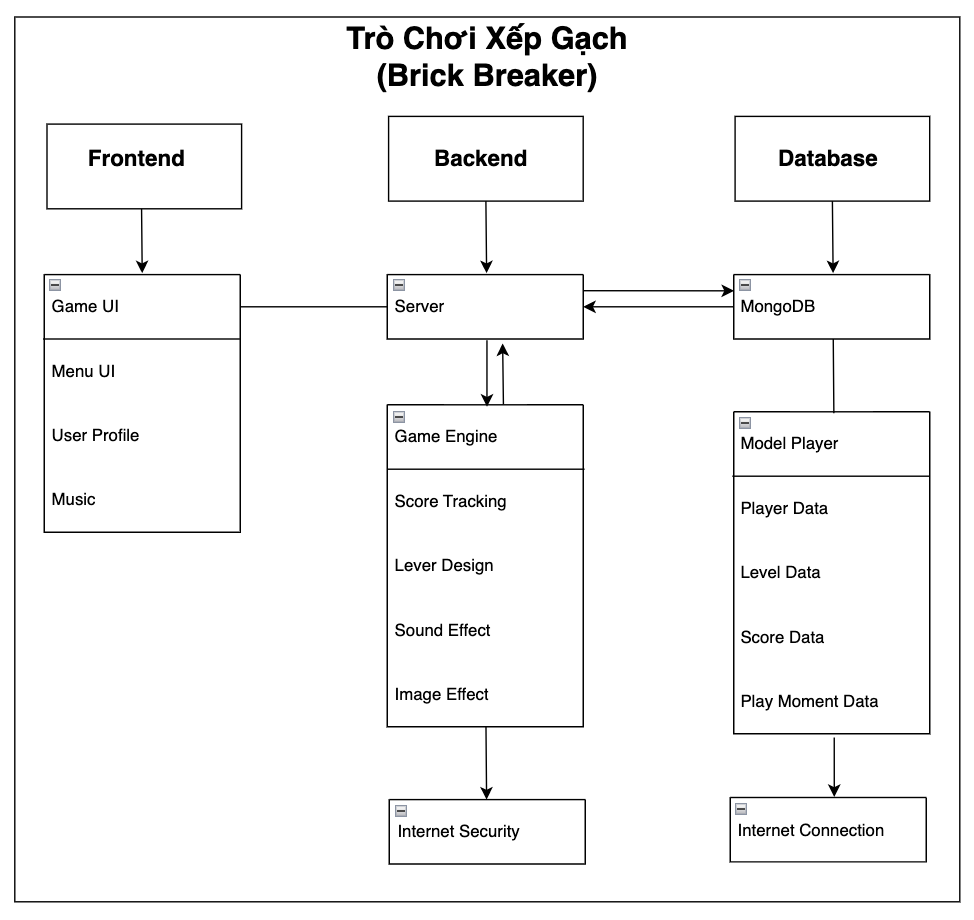 Trò Chơi Xếp Gạch
(Brick Breaker)
Frontend
Backend
Database
Game UI
Menu UI
User Profile
Music
Server
Game Engine
Score Tracking
Lever Design
Sound Effect
Image Effect
Internet Security
MongoDB
Model Player
Player Data
Level Data
Score Data
Play Moment Data
Internet Connection